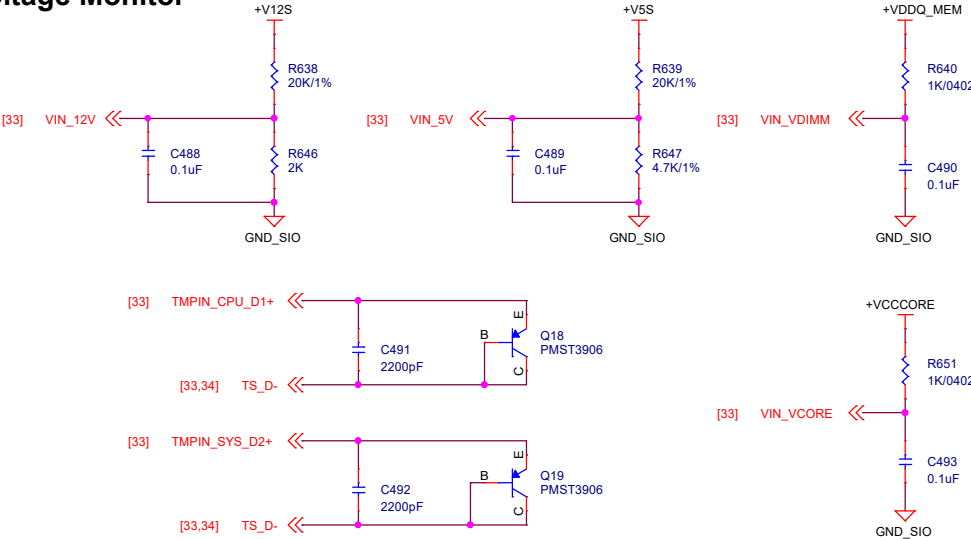 ltage Monitor
+V12S
+V5S
+VDDQ_MEM
R638
20K/1%
R639
20K/1%
R640
1K/0402
[33] VIN_12V
[33] VIN_5V
[33] VIN_VDIMM
C488
0.1uF
R646
2K
C489
0.1uF
R647
4.7K/1%
C490
0.1uF
GND_SIO
GND_SIO
GND_SIO
[33] TMPIN_CPU_D1+
E
B
C
Q18
PMST3906
C491
2200pF
[33,34] TS_D-
+VCCCORE
R651
1K/0402
[33] VIN_VCORE
[33] TMPIN_SYS_D2+
E
B
C
Q19
PMST3906
C492
2200pF
[33,34] TS_D-
C493
0.1uF
GND_SIO